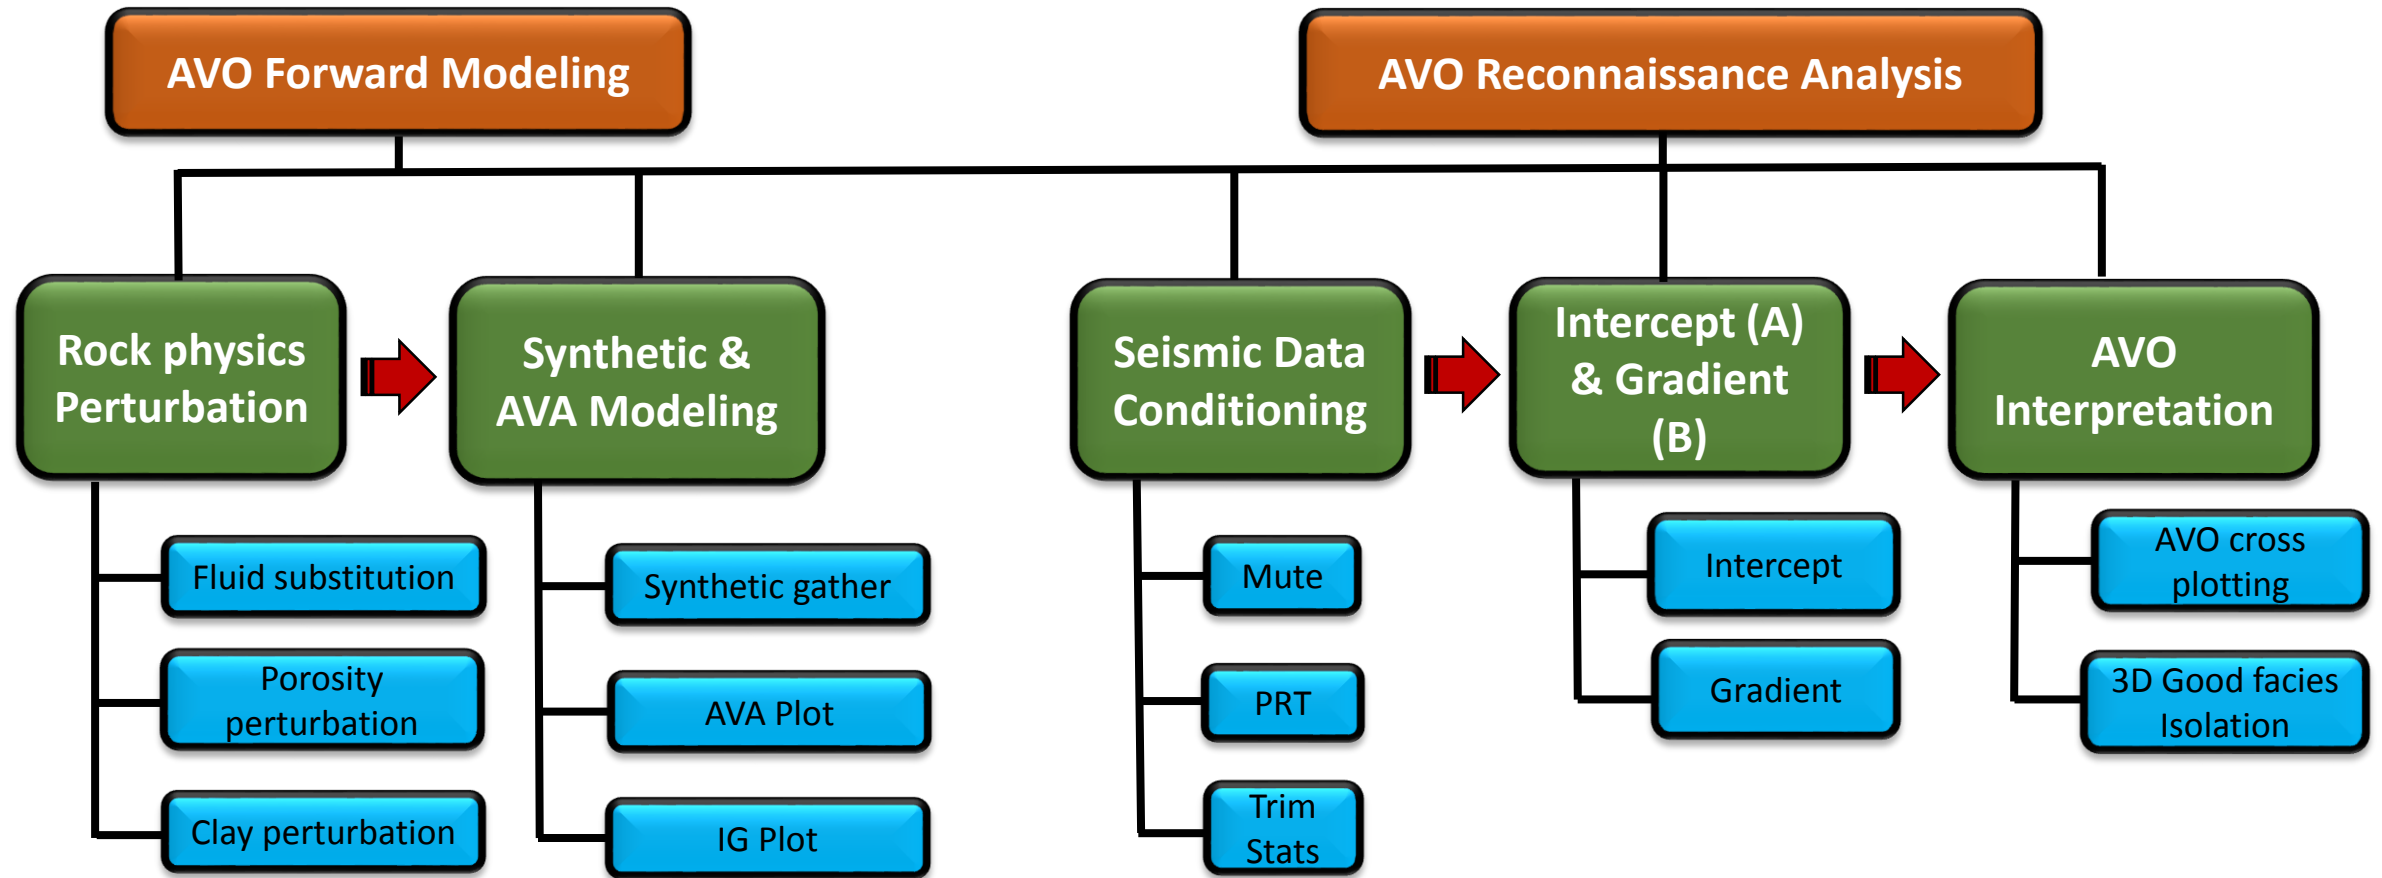 AVO Forward Modeling
AVO Reconnaissance Analysis
Rock physics
Perturbation
Synthetic &
AVA Modeling
Seismic Data
Conditioning
Intercept (A)
& Gradient
(B)
AVO
Interpretation
Fluid substitution
Porosity
perturbation
Clay perturbation
Synthetic gather
AVA Plot
IG Plot
Mute
PRT
Trim
Stats
Intercept
Gradient
AVO cross
plotting
3D Good facies
Isolation